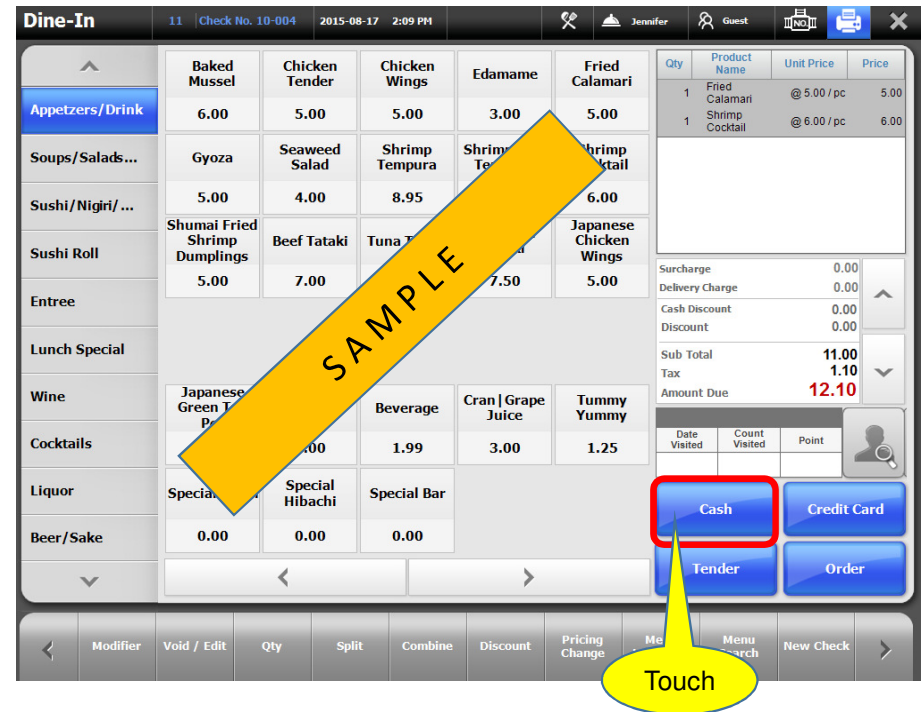 Dine-In
11 Check No. 10-004 2015-08-17 2:09 PM
Jennifer
Guest
NO.
Appetzers/Drink
Soups/Salads...
Sushi/Nigiri/ ...
Sushi Roll
Entree
Lunch Special
Wine
Cocktails
Liquor
Beer/Sake
Baked
Mussel
6.00
Chicken
Tender
5.00
Chicken
Wings
5.00
Edamame
3.00
Fried
Calamari
5.00
Gyoza
5.00
Seaweed
Salad
4.00
Shrimp
Tempura
8.95
6.00
Shumai Fried
Shrimp
Dumplings
5.00
Beef Tataki
7.00
Tuna
7.50
Japanese
Chicken
Wings
5.00
SAMPLE
Japanese
Green
Beverage
1.99
Cran|Grape
Juice
3.00
Tummy
Yummy
1.25
Special
Hibachi
0.00
0.00
Special Bar
0.00
Qty
Product
Name
Unit Price
Price
1 Fried
Calamari @ 5.00 / pc 5.00
1 Shrimp
Cocktail @ 6.00 / pc 6.00
Surcharge 0.00
Delivery Charge 0.00
Cash Discount 0.00
Discount 0.00
Sub Total 11.00
Tax 1.10
Amount Due 12.10
Date
Visited
Count
Visited
Point
Cash
Credit Card
Tender
Order
Modifier
Void / Edit
Qty
Split
Combine
Discount
Pricing
Change
Menu
New Check
Touch